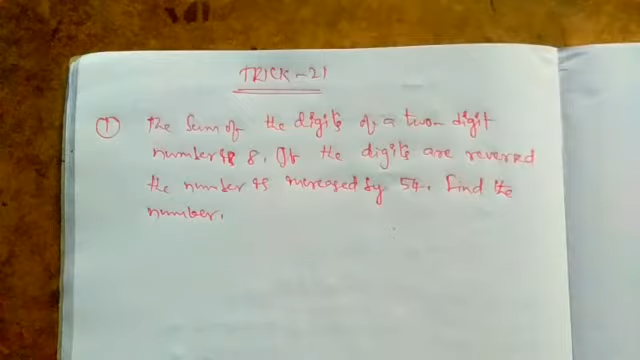 TRICK-21
① The Sum of the digits of a two-digit
number is 8. If the digits are reversed
the number is increased by 54. Find the
number.